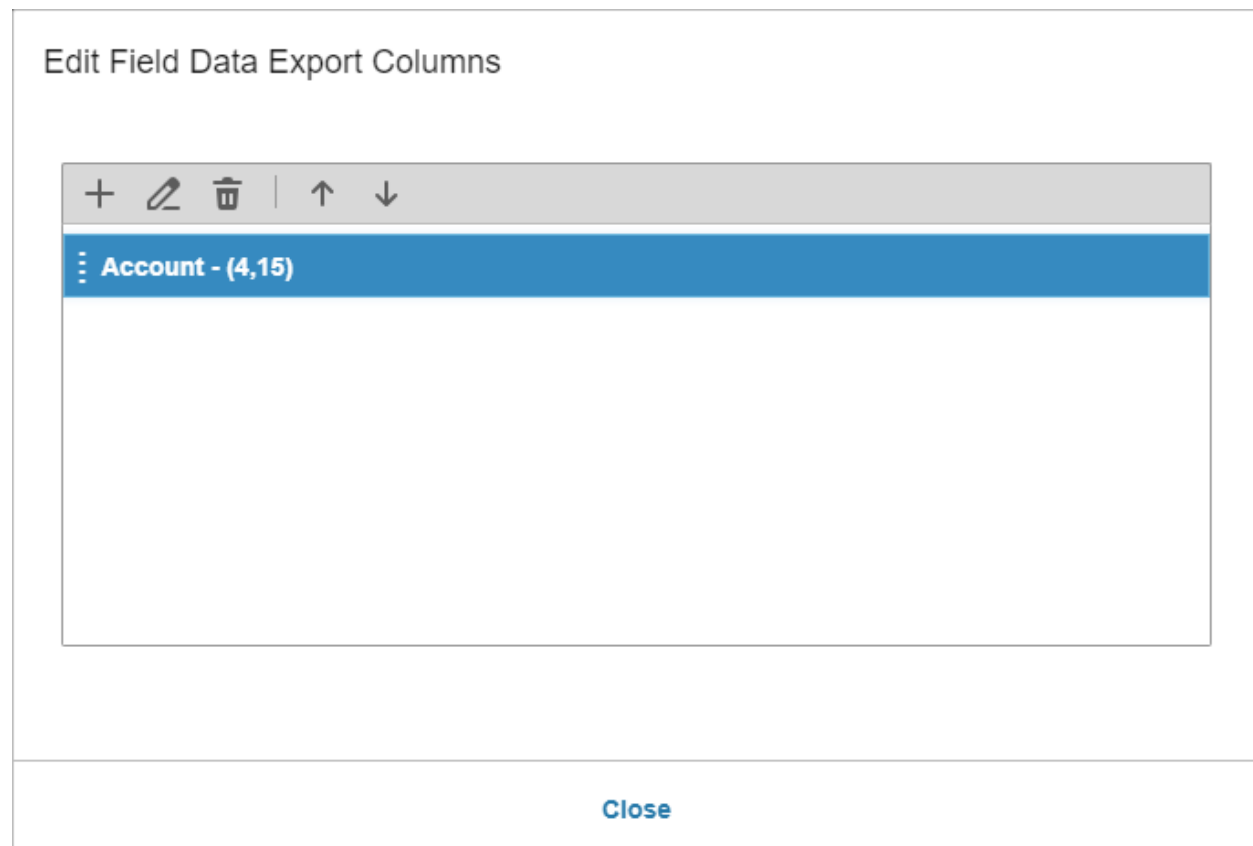 Edit Field Data Export Columns
Account - (4,15)
Close